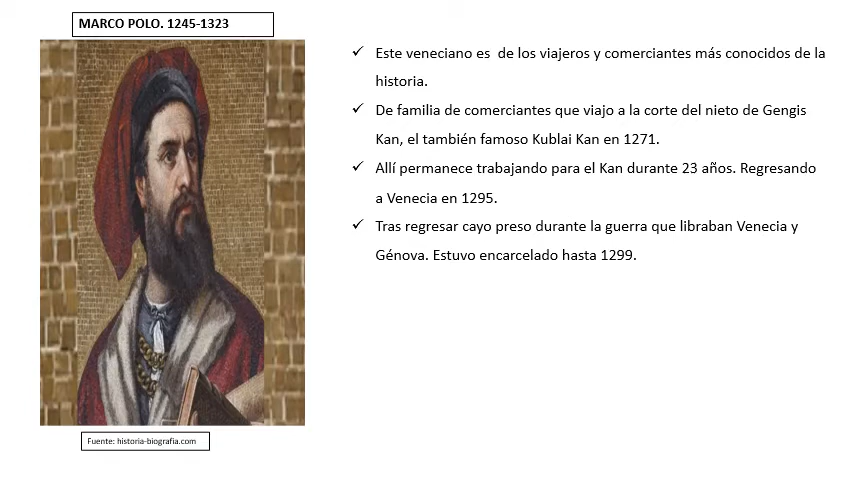 MARCO POLO. 1245-1323
✓ Este veneciano es  de los viajeros y comerciantes más conocidos de la
historia.
✓ De familia de comerciantes que viajo a la corte del nieto de Gengis
Kan, el también famoso Kublai Kan en 1271.
✓ Allí permanece trabajando para el Kan durante 23 años. Regresando
a Venecia en 1295.
✓ Tras regresar cayo preso durante la guerra que libraban Venecia y
Génova. Estuvo encarcelado hasta 1299.
Fuente: historia-biografia.com